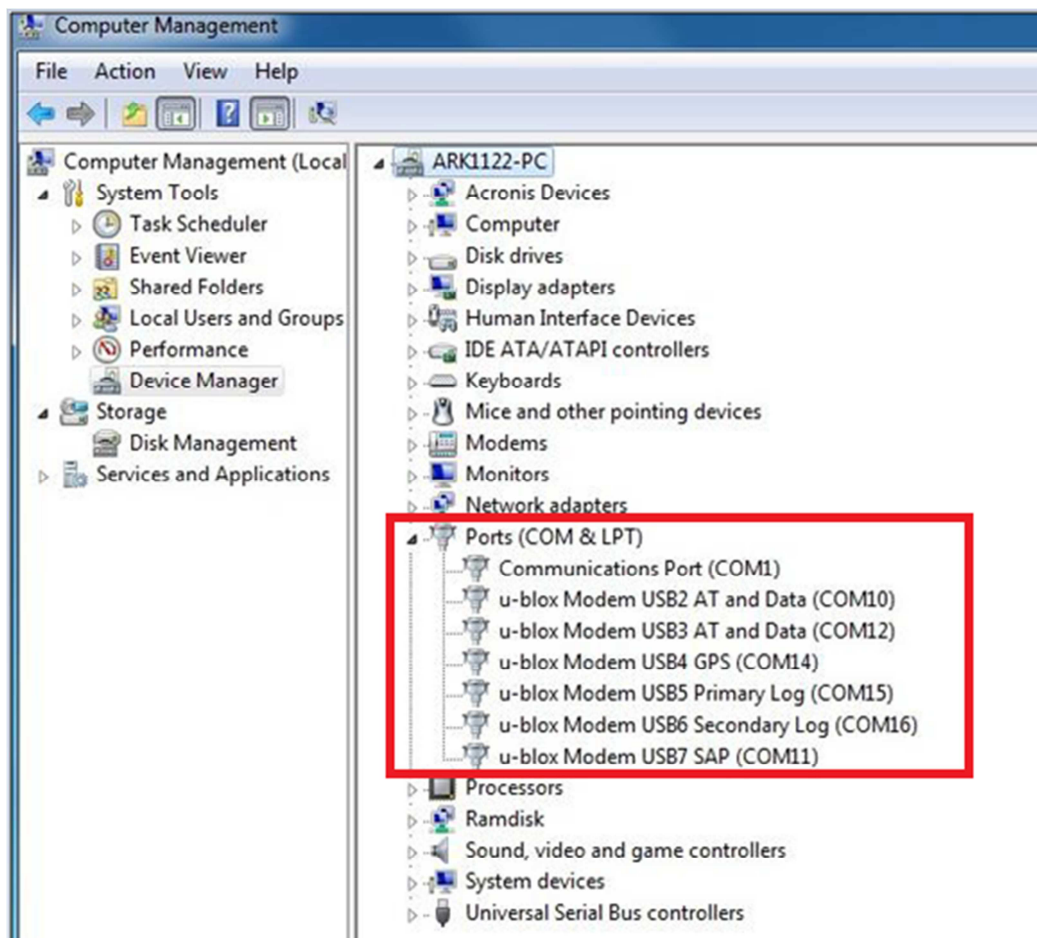 Computer Management
File Action View Help
Computer Management (Local
System Tools
Task Scheduler
Event Viewer
Shared Folders
Local Users and Groups
Performance
Device Manager
Storage
Disk Management
Services and Applications
ARK1122-PC
Acronis Devices
Computer
Disk drives
Display adapters
Human Interface Devices
IDE ATA/ATAPI controllers
Keyboards
Mice and other pointing devices
Modems
Monitors
Network adapters
Ports (COM & LPT)
Communications Port (COM1)
u-blox Modem USB2 AT and Data (COM10)
u-blox Modem USB3 AT and Data (COM12)
u-blox Modem USB4 GPS (COM14)
u-blox Modem USB5 Primary Log (COM15)
u-blox Modem USB6 Secondary Log (COM16)
u-blox Modem USB7 SAP (COM11)
Processors
Ramdisk
Sound, video and game controllers
System devices
Universal Serial Bus controllers